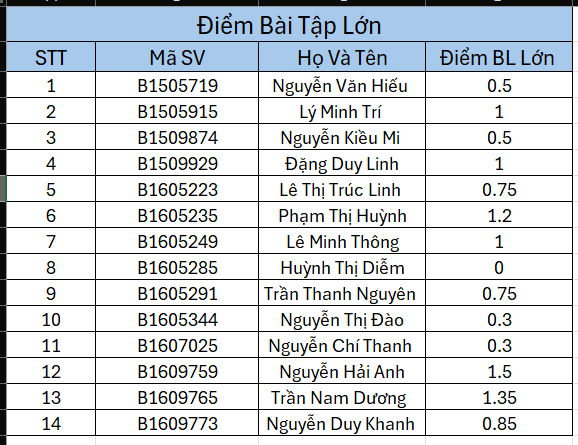 Điểm Bài Tập Lớn
STT Mã SV Họ Và Tên Điểm BL Lớn
1 B1505719 Nguyễn Văn Hiếu 0.5
2 B1505915 Lý Minh Trí 1
3 B1509874 Nguyễn Kiều Mi 0.5
4 B1509929 Đặng Duy Linh 1
5 B1605223 Lê Thị Trúc Linh 0.75
6 B1605235 Phạm Thị Huỳnh 1.2
7 B1605249 Lê Minh Thông 1
8 B1605285 Huỳnh Thị Diễm 0
9 B1605291 Trần Thanh Nguyên 0.75
10 B1605344 Nguyễn Thị Đào 0.3
11 B1607025 Nguyễn Chí Thanh 0.3
12 B1609759 Nguyễn Hải Anh 1.5
13 B1609765 Trần Nam Dương 1.35
14 B1609773 Nguyễn Duy Khanh 0.85